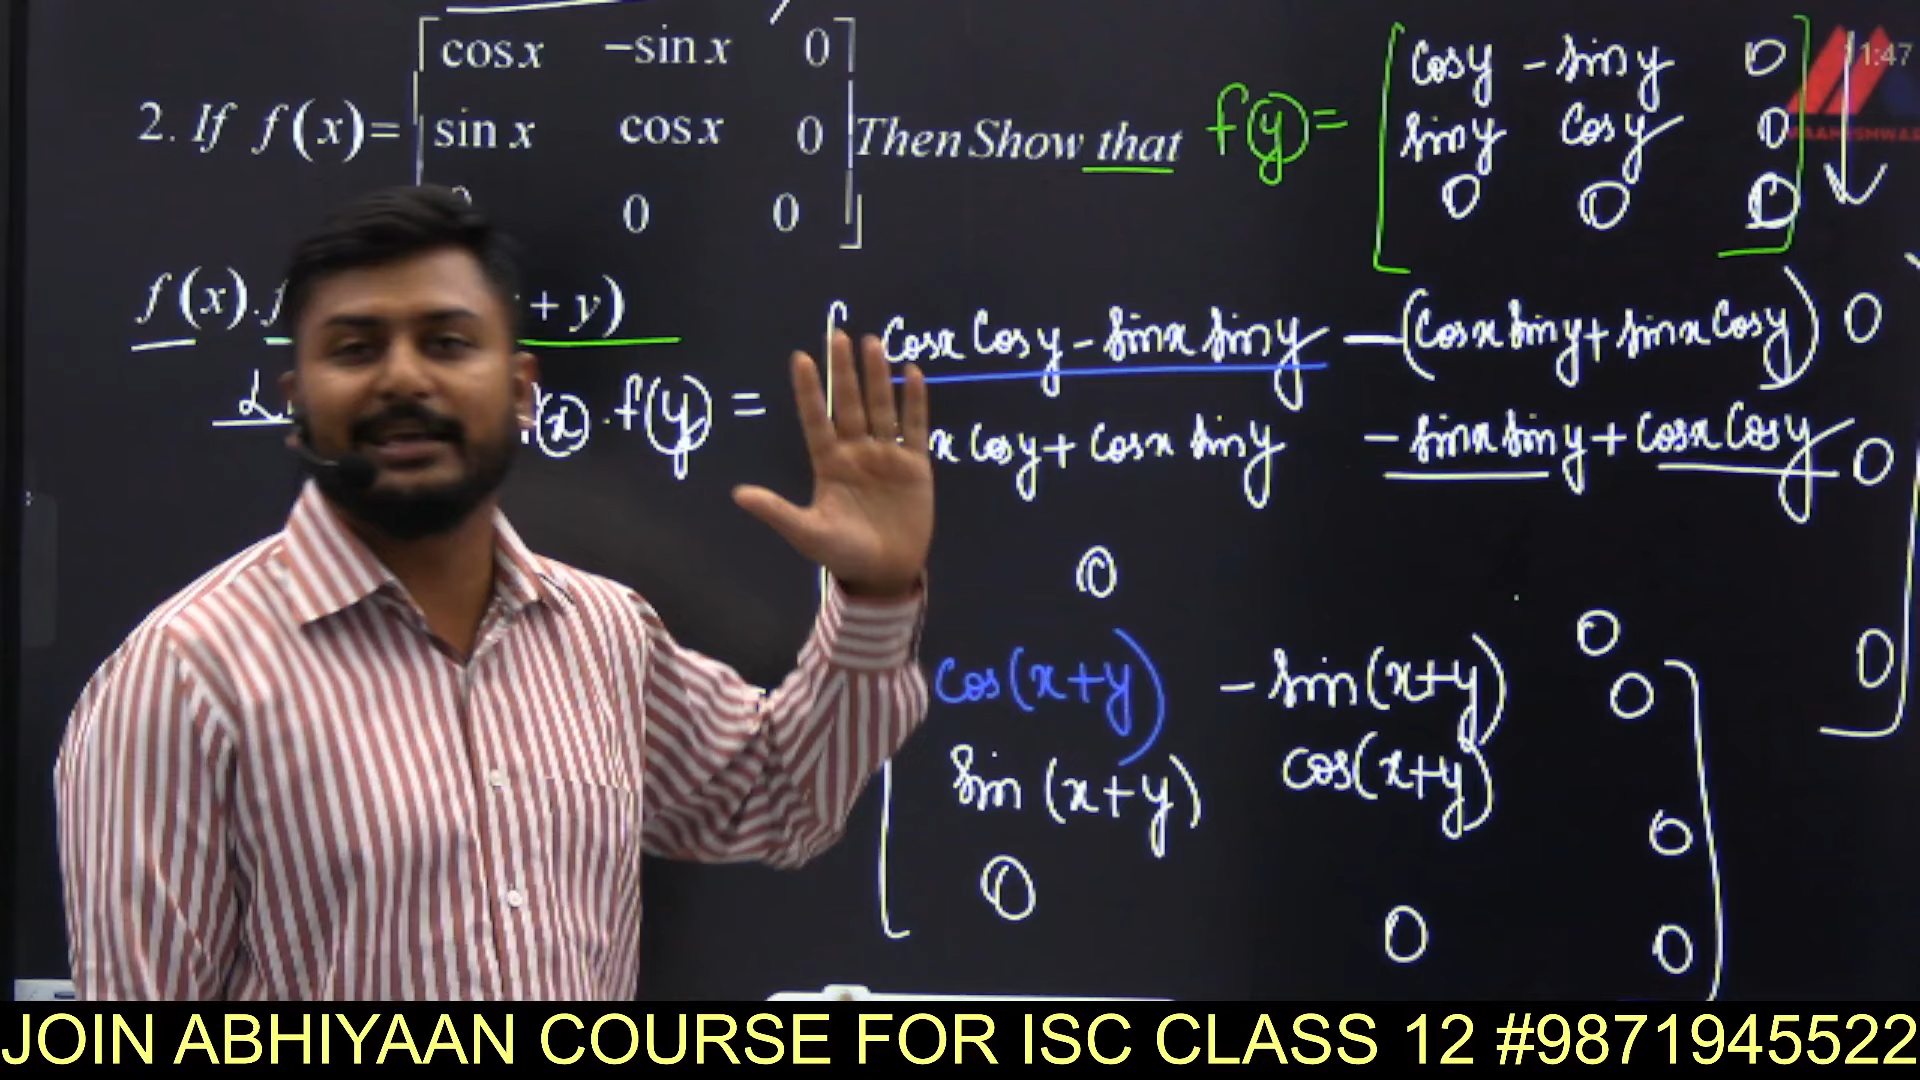 cos x −sin x 0
2. If f(x)= sin x cos x 0 Then Show that
0 0
f(y)=
cosy - siny 0
siny cosy 0
0 0 0
11:47
f(x).f + y)
(x) . f(y) =
cosx cosy - sinx siny -(cosx siny + sinx cosy) 0
x cosy + cosx siny - sinx siny + cosx cosy 0
0 0
0
cos(x+y) - sin(x+y) 0
sin (x+y) cos(x+y) 0
0 0 0
JOIN ABHIYAAN COURSE FOR ISC CLASS 12 #9871945522